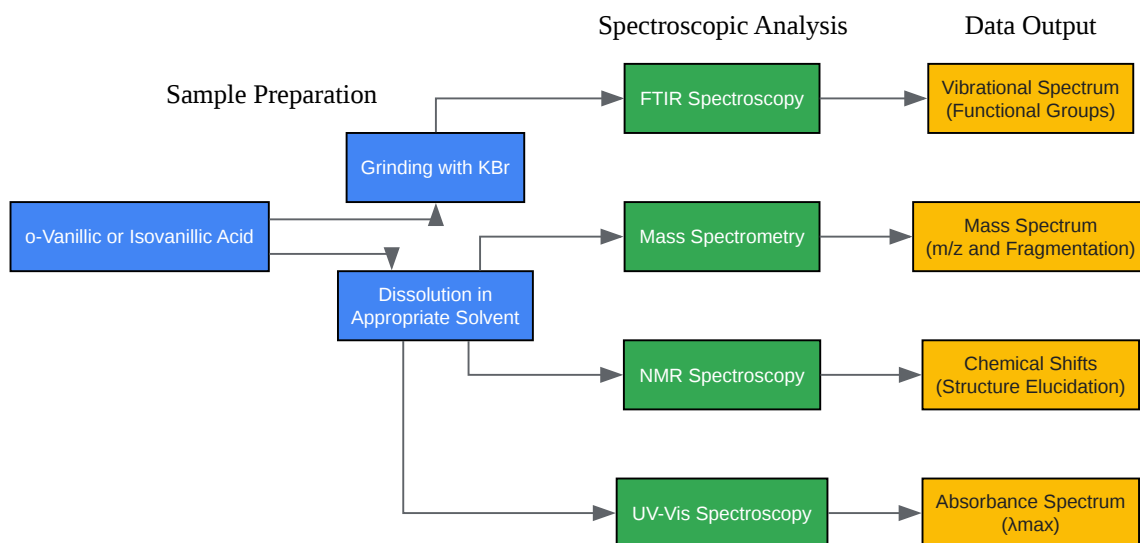 Spectroscopic Analysis
Data Output
Sample Preparation
FTIR Spectroscopy
Vibrational Spectrum
(Functional Groups)
Grinding with KBr
o-Vanillic or Isovanillic Acid
Mass Spectrometry
Mass Spectrum
(m/z and Fragmentation)
Dissolution in
Appropriate Solvent
NMR Spectroscopy
Chemical Shifts
(Structure Elucidation)
UV-Vis Spectroscopy
Absorbance Spectrum
(λmax)